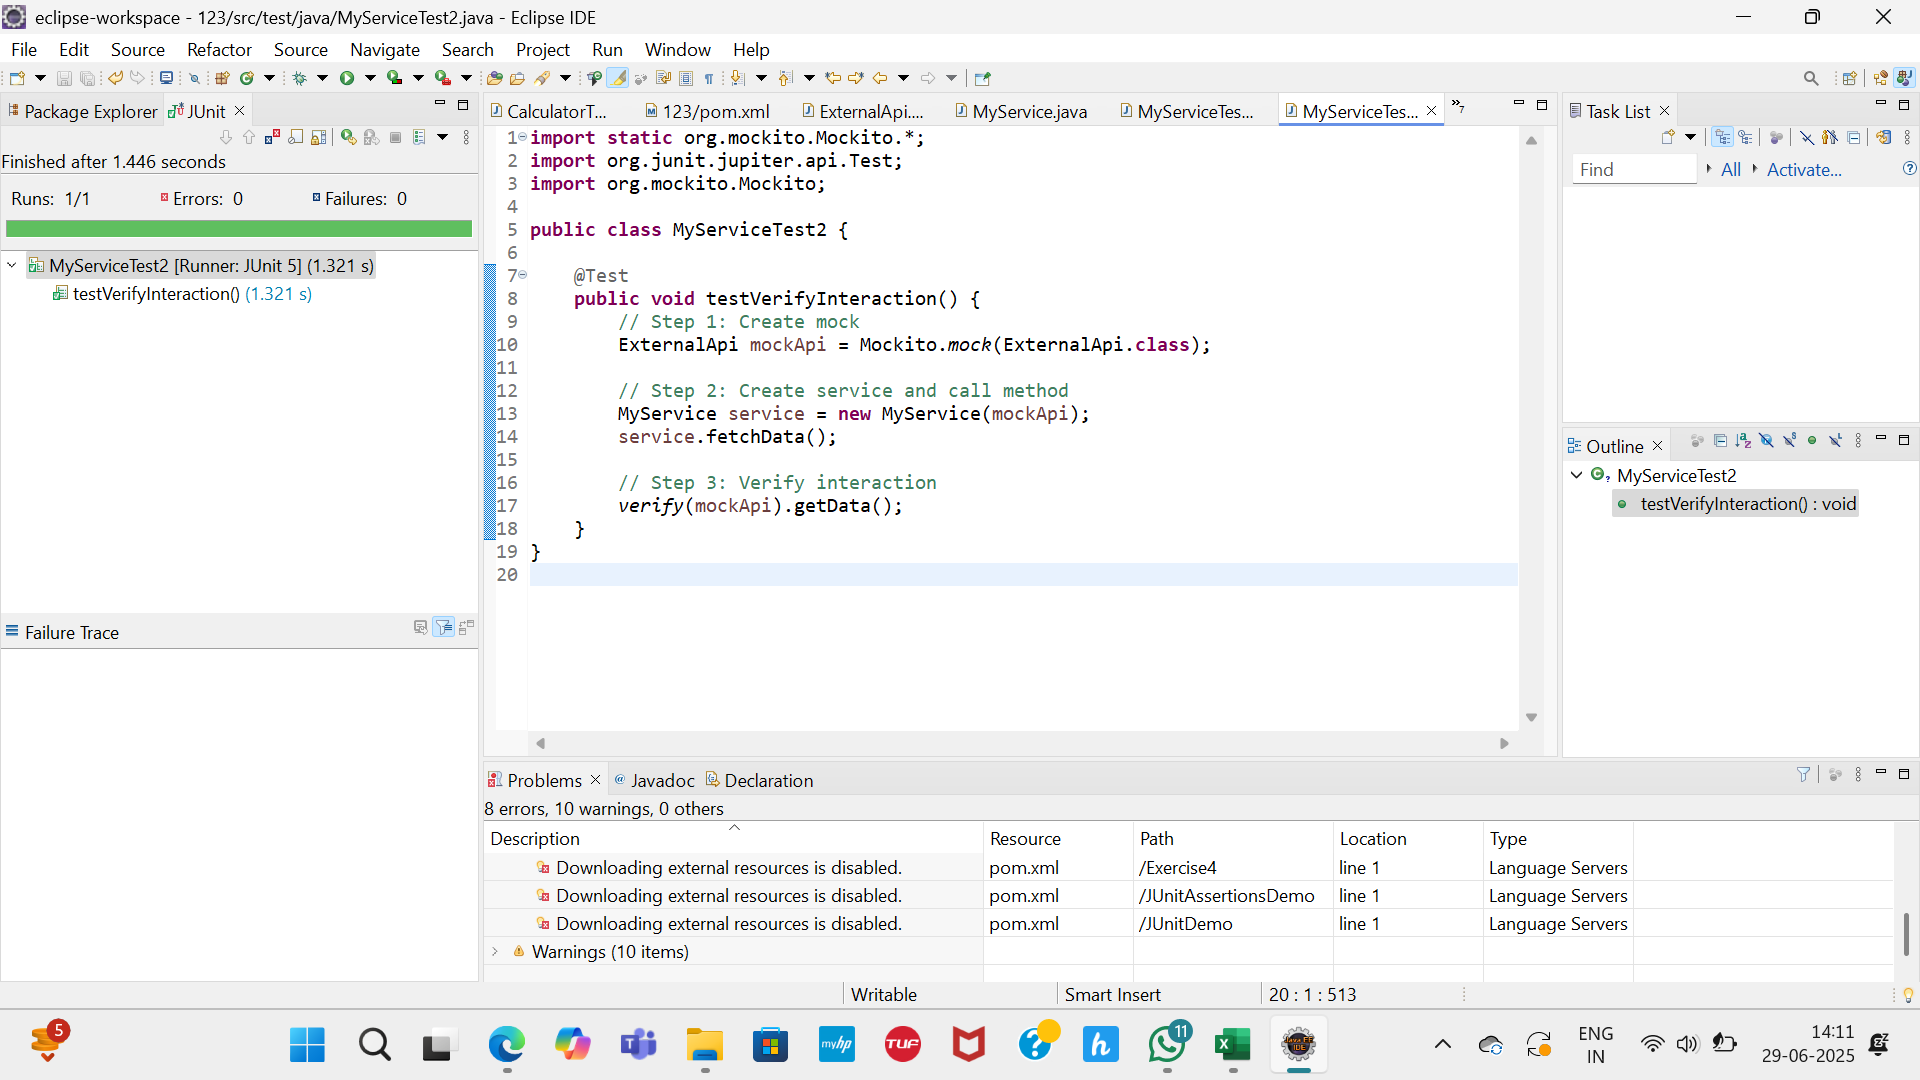 eclipse-workspace - 123/src/test/java/MyServiceTest2.java - Eclipse IDE
File Edit Source Refactor Source Navigate Search Project Run Window Help
Package Explorer JUnit
Finished after 1.446 seconds
Runs: 1/1 Errors: 0 Failures: 0
MyServiceTest2 [Runner: JUnit 5] (1.321 s)
testVerifyInteraction() (1.321 s)
Failure Trace
CalculatorT... 123/pom.xml ExternalApi.... MyService.java MyServiceTes... MyServiceTes... »7
1 import static org.mockito.Mockito.*;
2 import org.junit.jupiter.api.Test;
3 import org.mockito.Mockito;
4
5 public class MyServiceTest2 {
6
7 @Test
8 public void testVerifyInteraction() {
9 // Step 1: Create mock
10 ExternalApi mockApi = Mockito.mock(ExternalApi.class);
11
12 // Step 2: Create service and call method
13 MyService service = new MyService(mockApi);
14 service.fetchData();
15
16 // Step 3: Verify interaction
17 verify(mockApi).getData();
18 }
19 }
20
Task List
Find All Activate...
Outline
MyServiceTest2
testVerifyInteraction() : void
Problems @ Javadoc Declaration
8 errors, 10 warnings, 0 others
Description Resource Path Location Type
Downloading external resources is disabled. pom.xml /Exercise4 line 1 Language Servers
Downloading external resources is disabled. pom.xml /JUnitAssertionsDemo line 1 Language Servers
Downloading external resources is disabled. pom.xml /JUnitDemo line 1 Language Servers
Warnings (10 items)
Writable Smart Insert 20 : 1 : 513
5
myhp
TUF
11
ENG
IN
14:11
29-06-2025